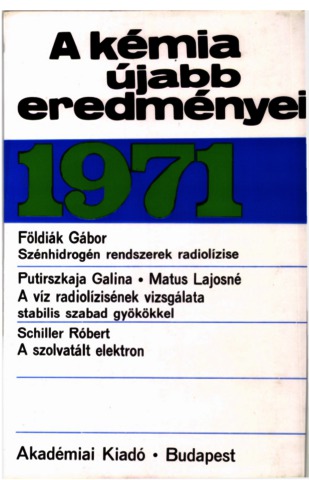 A kémia
újabb
eredményei
1971
Földiák Gábor
Szénhidrogén rendszerek radiolízise
Putirszkaja Galina • Matus Lajosné
A víz radiolízisének vizsgálata
stabilis szabad gyökökkel
Schiller Róbert
A szolvatált elektron
Akadémiai Kiadó • Budapest